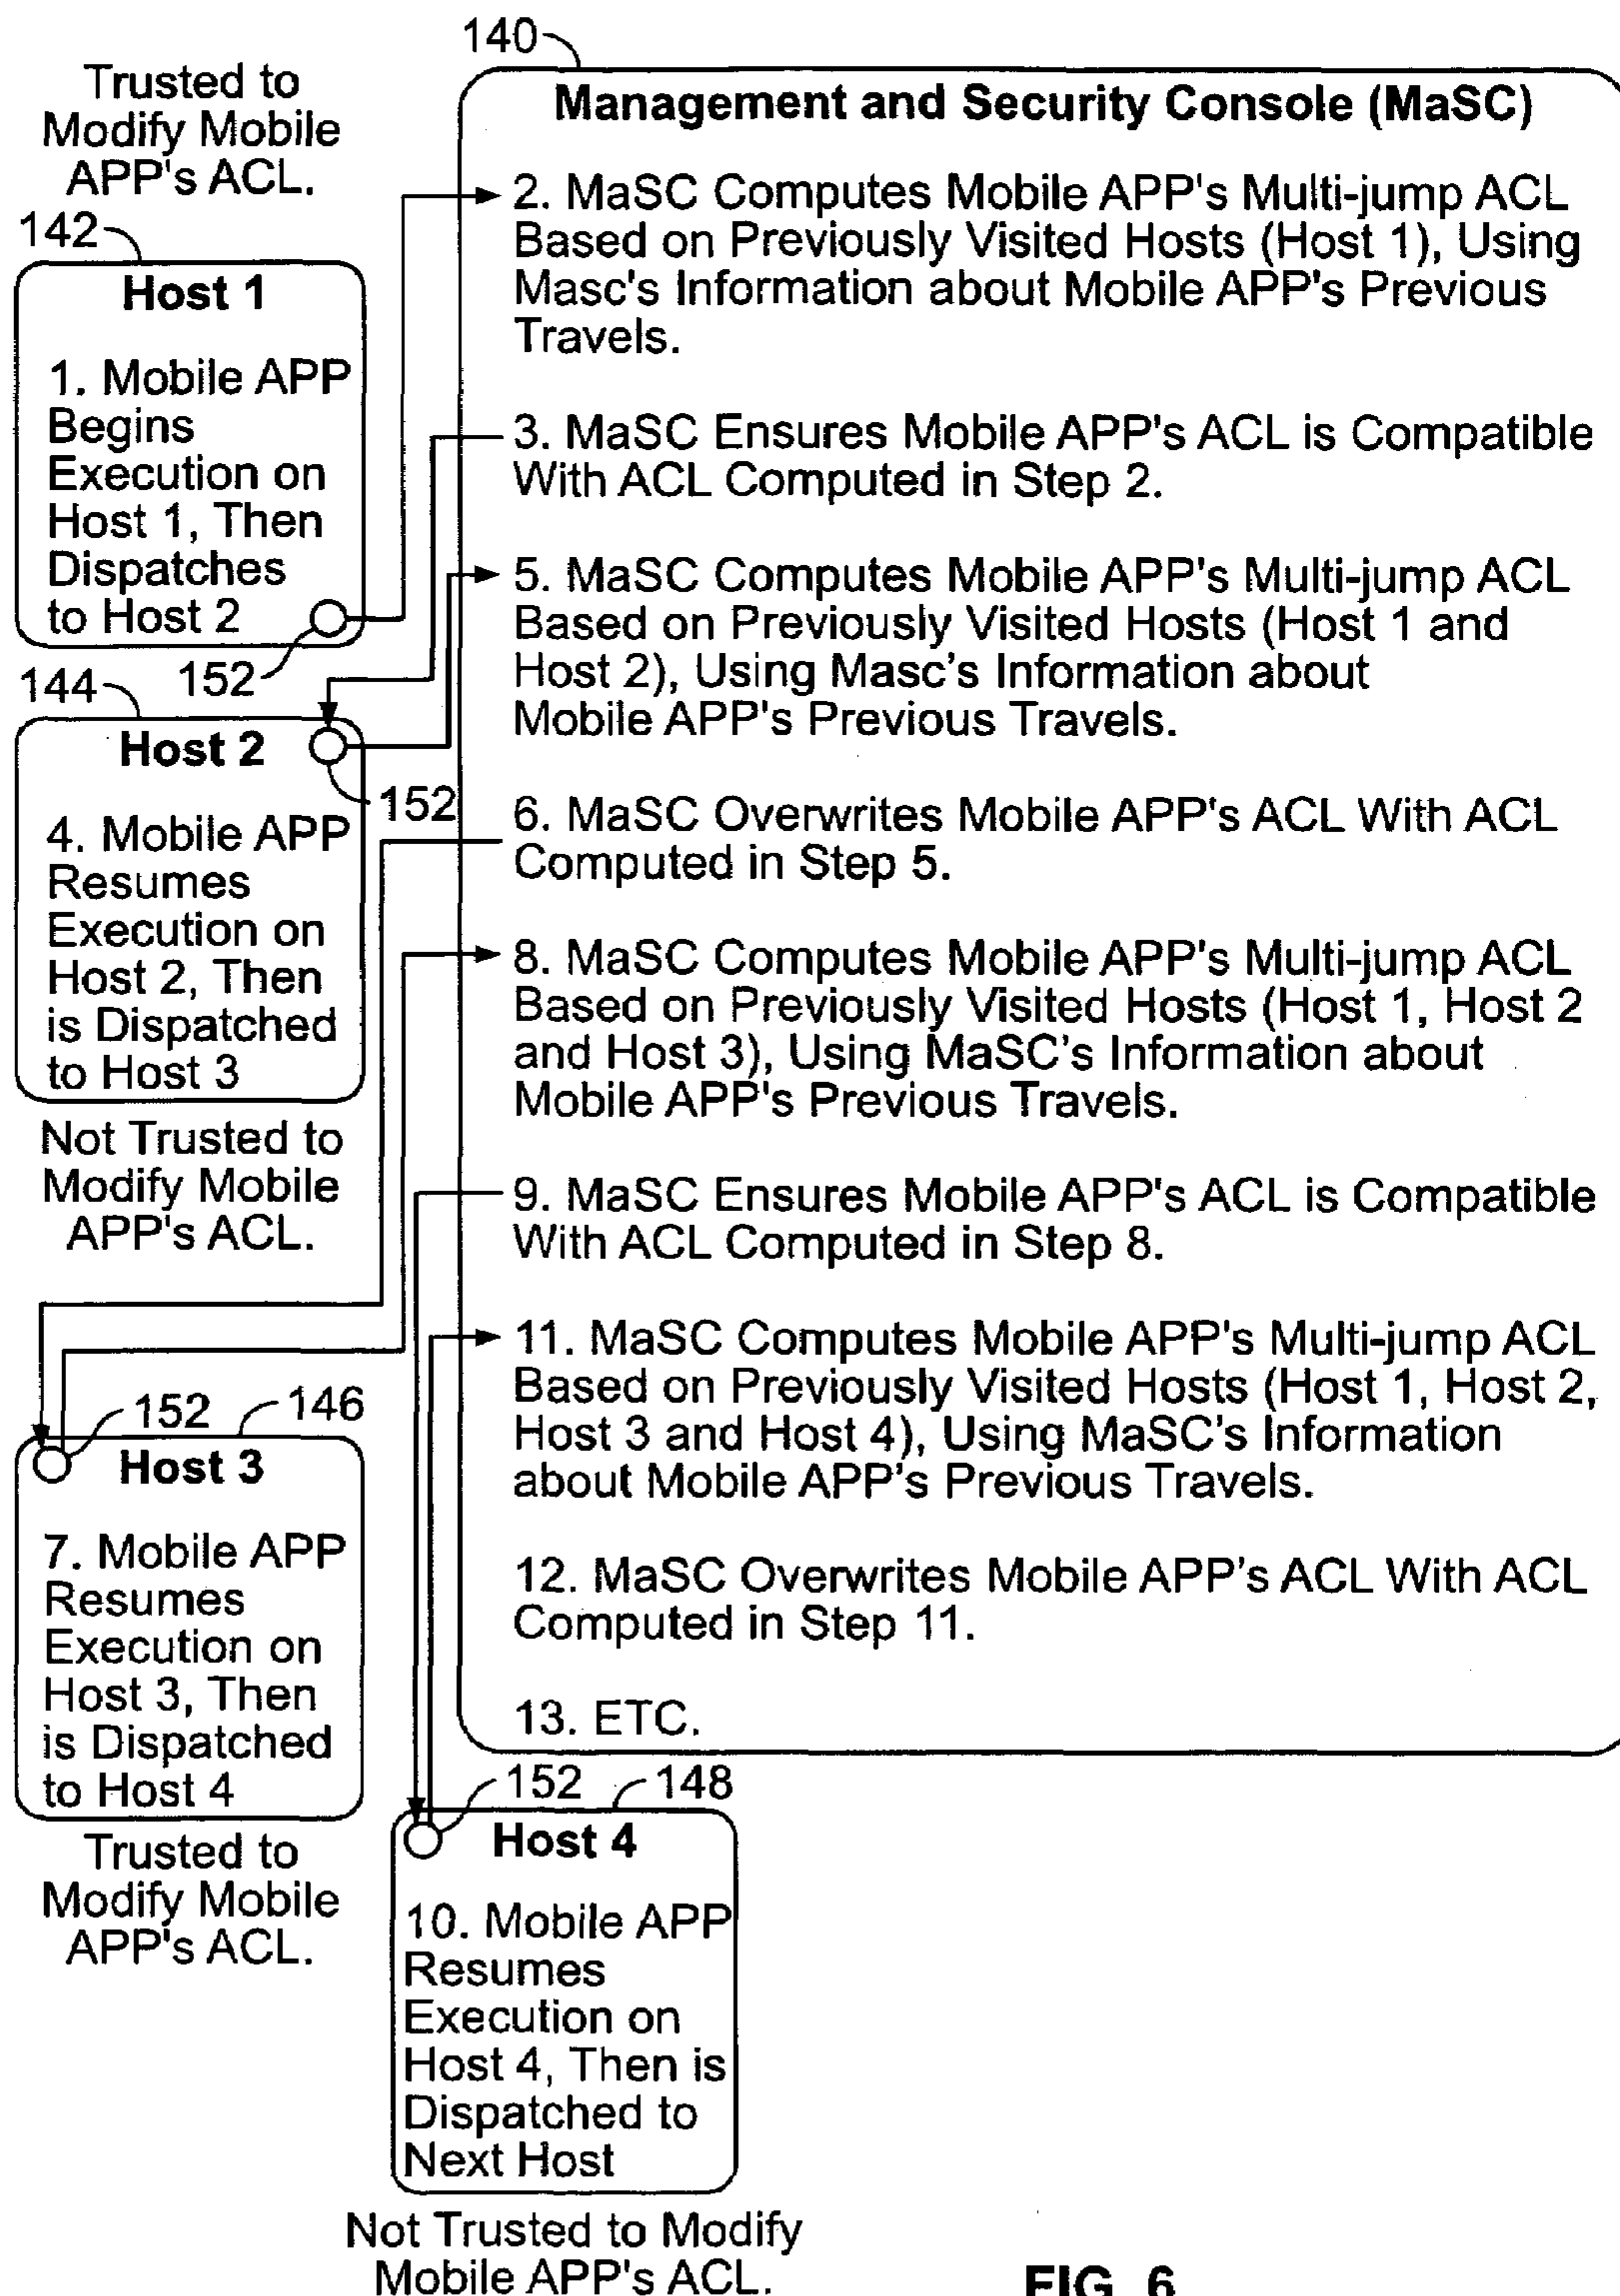 140
Trusted to
Modify Mobile
APP's ACL.
142
Host 1
1. Mobile APP
Begins
Execution on
Host 1, Then
Dispatches
to Host 2
152
144
Host 2
152
4. Mobile APP
Resumes
Execution on
Host 2, Then
is Dispatched
to Host 3
Not Trusted to
Modify Mobile
APP's ACL.
152
146
Host 3
7. Mobile APP
Resumes
Execution on
Host 3, Then
is Dispatched
to Host 4
Trusted to
Modify Mobile
APP's ACL.
Management and Security Console (MaSC)
2. MaSC Computes Mobile APP's Multi-jump ACL
Based on Previously Visited Hosts (Host 1), Using
Masc's Information about Mobile APP's Previous
Travels.
3. MaSC Ensures Mobile APP's ACL is Compatible
With ACL Computed in Step 2.
5. MaSC Computes Mobile APP's Multi-jump ACL
Based on Previously Visited Hosts (Host 1 and
Host 2), Using Masc's Information about
Mobile APP's Previous Travels.
6. MaSC Overwrites Mobile APP's ACL With ACL
Computed in Step 5.
8. MaSC Computes Mobile APP's Multi-jump ACL
Based on Previously Visited Hosts (Host 1, Host 2
and Host 3), Using MaSC's Information about
Mobile APP's Previous Travels.
9. MaSC Ensures Mobile APP's ACL is Compatible
With ACL Computed in Step 8.
11. MaSC Computes Mobile APP's Multi-jump ACL
Based on Previously Visited Hosts (Host 1, Host 2,
Host 3 and Host 4), Using MaSC's Information
about Mobile APP's Previous Travels.
12. MaSC Overwrites Mobile APP's ACL With ACL
Computed in Step 11.
13. ETC.
152
148
Host 4
10. Mobile APP
Resumes
Execution on
Host 4, Then is
Dispatched to
Next Host
Not Trusted to Modify
Mobile APP's ACL.
FIG. 6